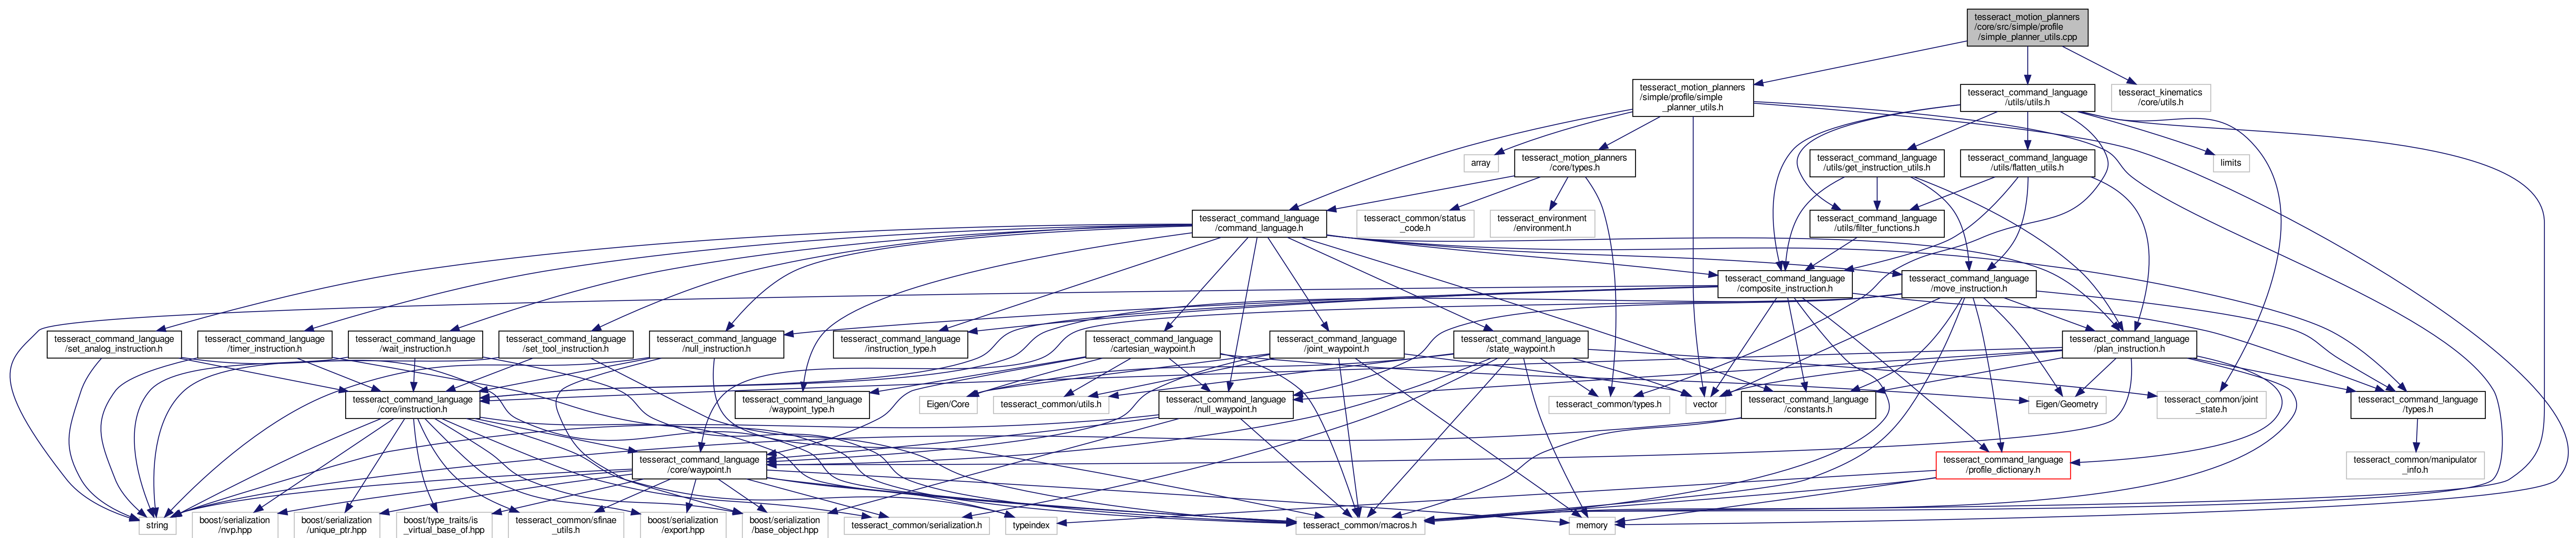 tesseract_motion_planners
/core/src/simple/profile
/simple_planner_utils.cpp
tesseract_motion_planners
/simple/profile/simple
_planner_utils.h
tesseract_command_language
/utils/utils.h
tesseract_kinematics
/core/utils.h
array
tesseract_motion_planners
/core/types.h
tesseract_command_language
/utils/get_instruction_utils.h
tesseract_command_language
/utils/flatten_utils.h
limits
tesseract_command_language
/command_language.h
tesseract_common/status
_code.h
tesseract_environment
/environment.h
tesseract_command_language
/utils/filter_functions.h
tesseract_command_language
/composite_instruction.h
tesseract_command_language
/move_instruction.h
tesseract_command_language
/set_analog_instruction.h
tesseract_command_language
/timer_instruction.h
tesseract_command_language
/wait_instruction.h
tesseract_command_language
/set_tool_instruction.h
tesseract_command_language
/null_instruction.h
tesseract_command_language
/instruction_type.h
tesseract_command_language
/cartesian_waypoint.h
tesseract_command_language
/joint_waypoint.h
tesseract_command_language
/state_waypoint.h
tesseract_command_language
/plan_instruction.h
tesseract_command_language
/core/instruction.h
tesseract_command_language
/waypoint_type.h
Eigen/Core
tesseract_common/utils.h
tesseract_command_language
/null_waypoint.h
tesseract_common/types.h
vector
tesseract_command_language
/constants.h
Eigen/Geometry
tesseract_common/joint
_state.h
tesseract_command_language
/types.h
tesseract_command_language
/core/waypoint.h
tesseract_command_language
/profile_dictionary.h
tesseract_common/manipulator
_info.h
string
boost/serialization
/nvp.hpp
boost/serialization
/unique_ptr.hpp
boost/type_traits/is
_virtual_base_of.hpp
tesseract_common/sfinae
_utils.h
boost/serialization
/export.hpp
boost/serialization
/base_object.hpp
tesseract_common/serialization.h
typeindex
tesseract_common/macros.h
memory